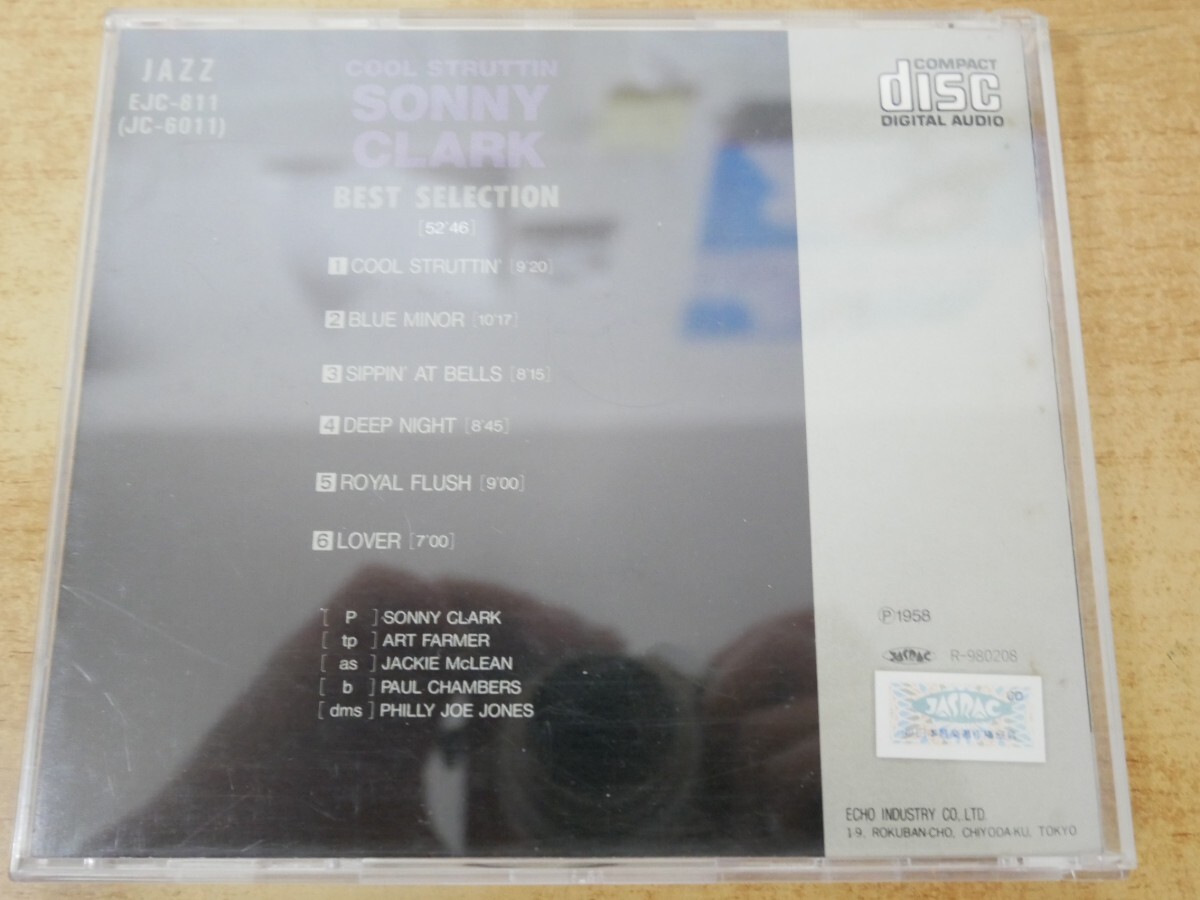 JAZZ
EJC-811
(JC-6011)
COOL STRUTTIN
SONNY
CLARK
BEST SELECTION
[52'46]
1 COOL STRUTTIN' [9'20]
2 BLUE MINOR [10'17]
3 SIPPIN' AT BELLS [8'15]
4 DEEP NIGHT [8'45]
5 ROYAL FLUSH [9'00]
6 LOVER [7'00]
[ P ] SONNY CLARK
[ tp ] ART FARMER
[ as ] JACKIE McLEAN
[ b ] PAUL CHAMBERS
[ dms ] PHILLY JOE JONES
COMPACT
disc
DIGITAL AUDIO
Ⓟ1958
JASRAC R-980208
JASRAC
ECHO INDUSTRY CO.,LTD.
1-9, ROKUBAN-CHO, CHIYODA-KU, TOKYO